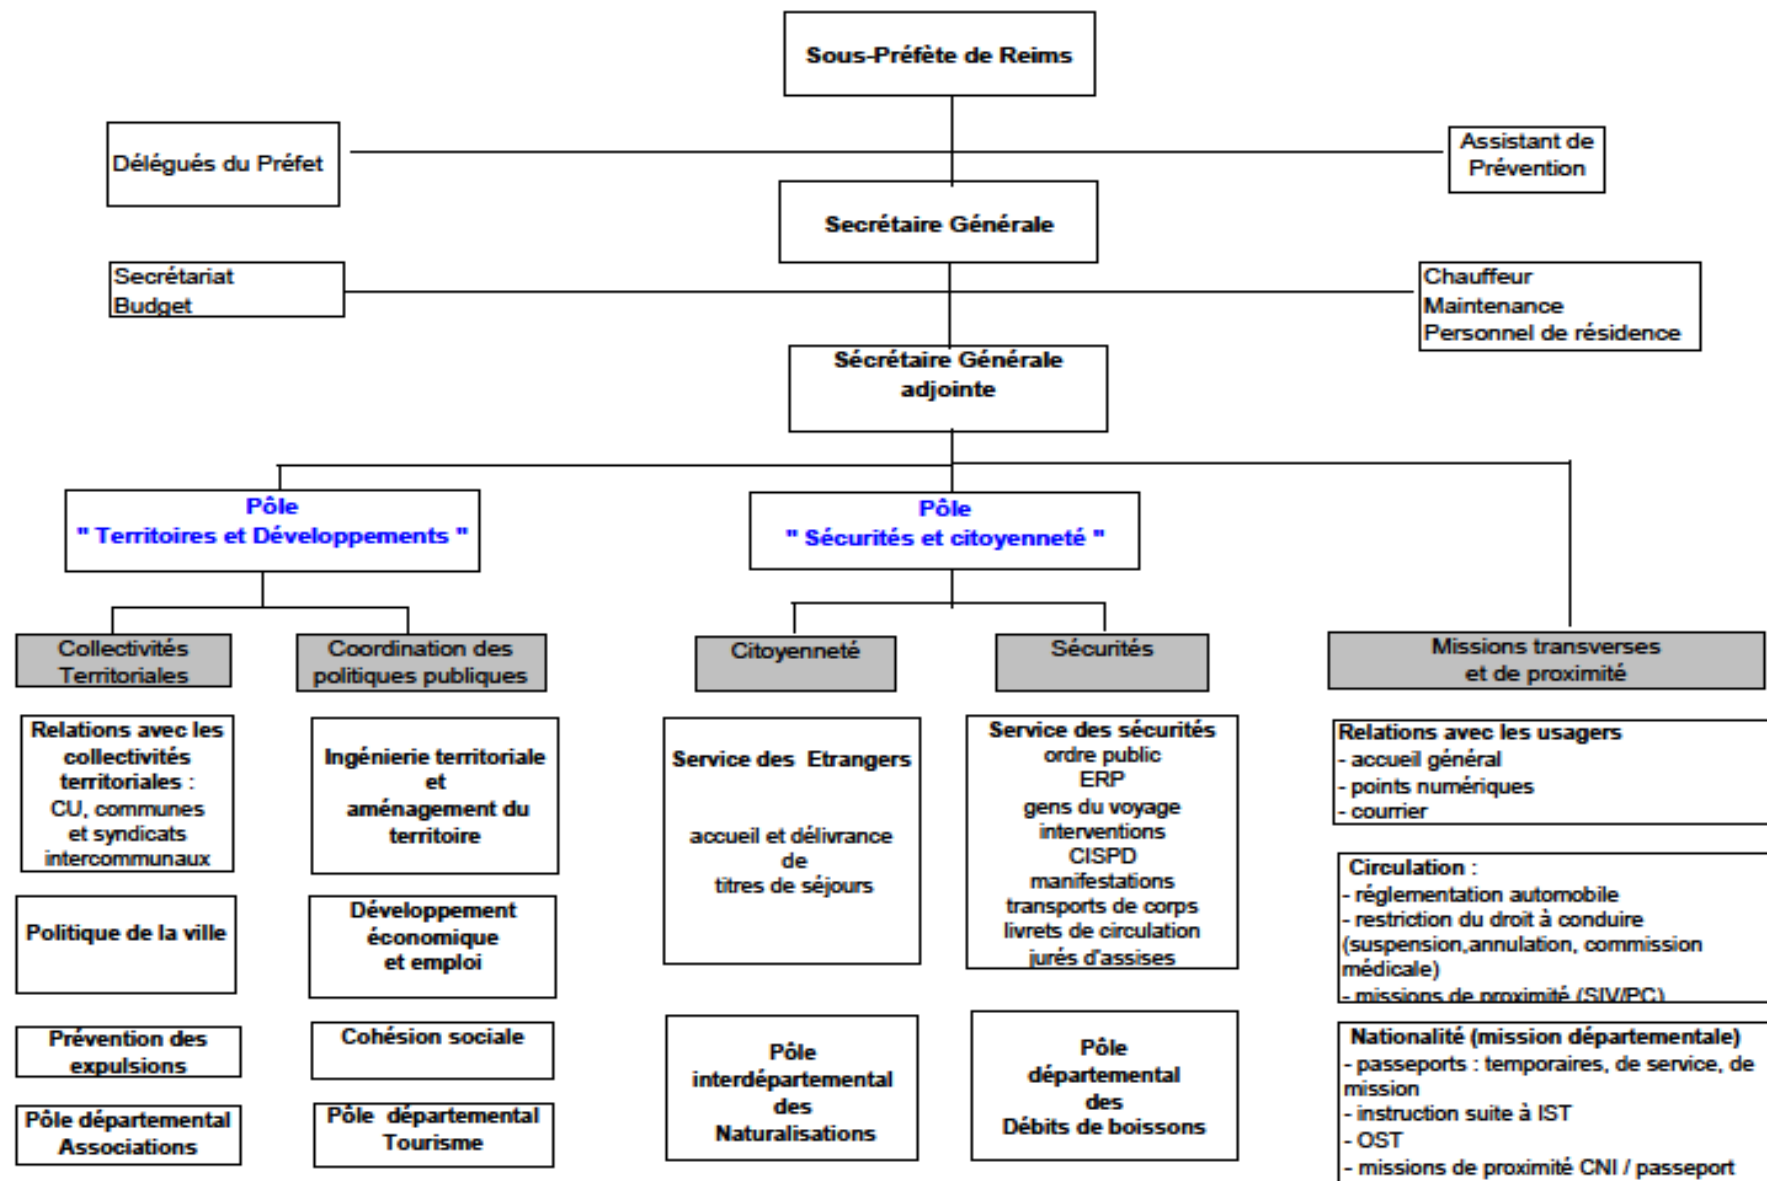 Sous-Préfète de Reims
Délégués du Préfet
Assistant de
Prévention
Secrétaire Générale
Secrétariat
Budget
Chauffeur
Maintenance
Personnel de résidence
Sécrétaire Générale
adjointe
Pôle
" Territoires et Développements "
Pôle
" Sécurités et citoyenneté "
Collectivités
Territoriales
Coordination des
politiques publiques
Citoyenneté
Sécurités
Missions transverses
et de proximité
Relations avec les
collectivités
territoriales :
CU, communes
et syndicats
intercommunaux
Politique de la ville
Prévention des
expulsions
Pôle départemental
Associations
Ingénierie territoriale
et
aménagement du
territoire
Développement
économique
et emploi
Cohésion sociale
Pôle départemental
Tourisme
Service des Etrangers
accueil et délivrance
de
titres de séjours
Pôle
interdépartemental
des
Naturalisations
Service des sécurités
ordre public
ERP
gens du voyage
interventions
CISPD
manifestations
transports de corps
livrets de circulation
jurés d'assises
Pôle
départemental
des
Débits de boissons
Relations avec les usagers
- accueil général
- points numériques
- courrier
Circulation :
- réglementation automobile
- restriction du droit à conduire
(suspension,annulation, commission
médicale)
- missions de proximité (SIV/PC)
Nationalité (mission départementale)
- passeports : temporaires, de service, de
mission
- instruction suite à IST
- OST
- missions de proximité CNI / passeport